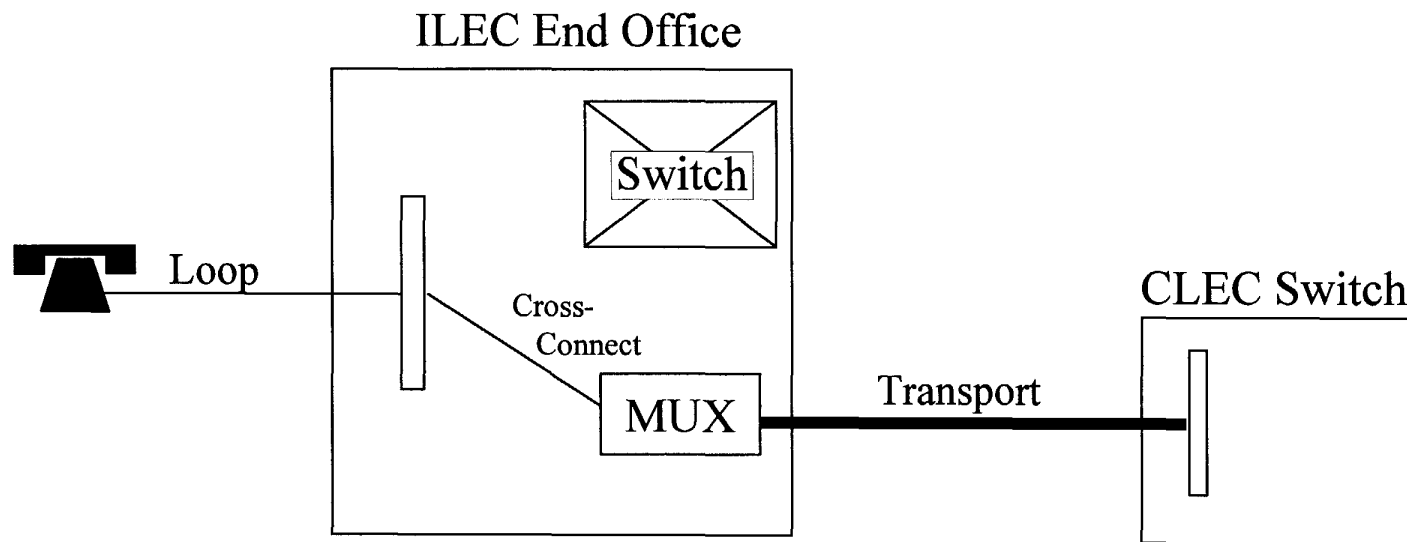 ILEC End Office
Switch
Loop
Cross-
Connect
MUX
Transport
CLEC Switch